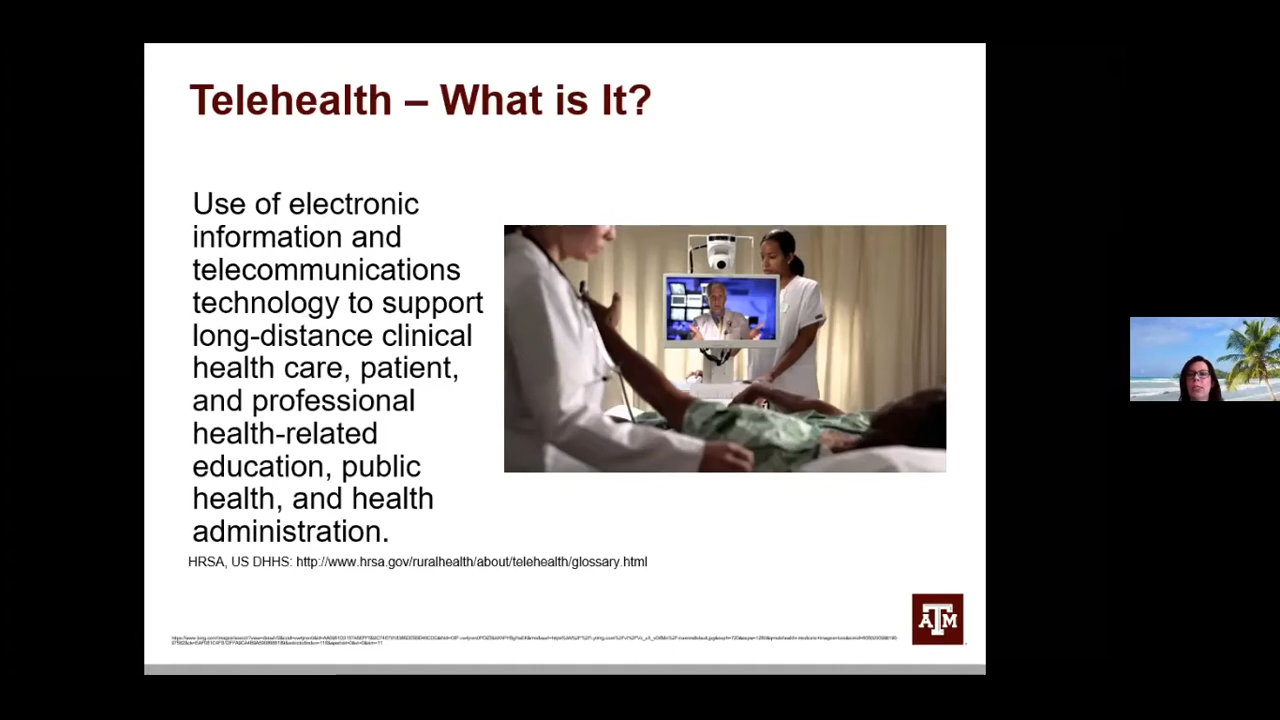 Telehealth – What is It?
Use of electronic
information and
telecommunications
technology to support
long-distance clinical
health care, patient,
and professional
health-related
education, public
health, and health
administration.
HRSA, US DHHS: http://www.hrsa.gov/ruralhealth/about/telehealth/glossary.html
ATM